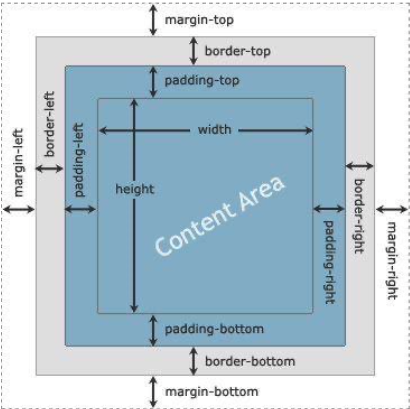 margin-top
border-top
padding-top
width
height
Content Area
margin-left
border-left
padding-left
padding-right
border-right
margin-right
padding-bottom
border-bottom
margin-bottom